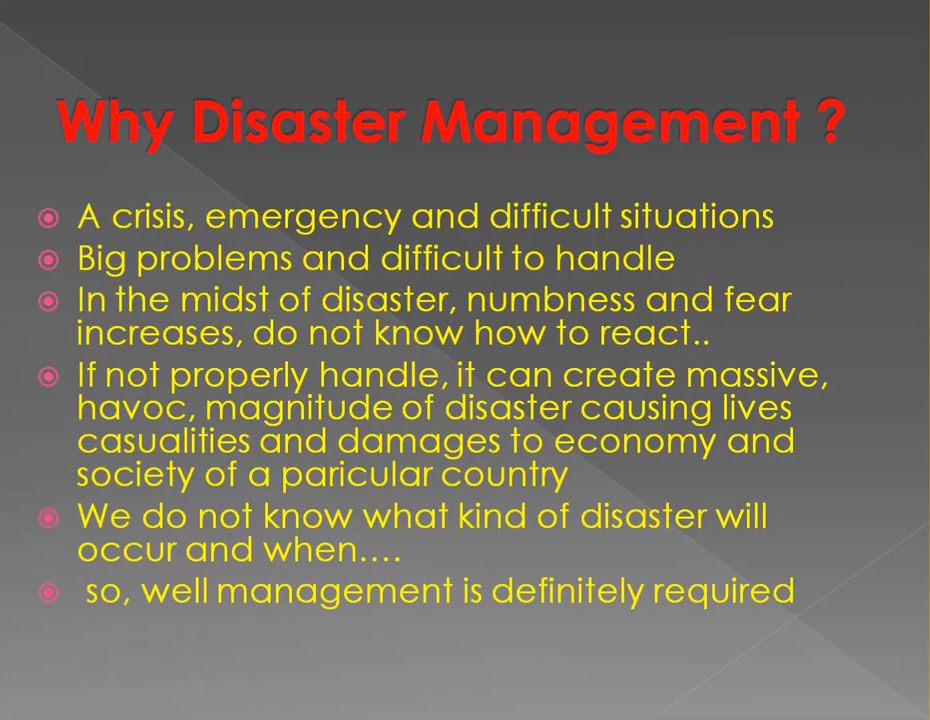 Why Disaster Management ?
A crisis, emergency and difficult situations
Big problems and difficult to handle
In the midst of disaster, numbness and fear
increases, do not know how to react..
If not properly handle, it can create massive,
havoc, magnitude of disaster causing lives
casualities and damages to economy and
society of a paricular country
We do not know what kind of disaster will
occur and when....
so, well management is definitely required